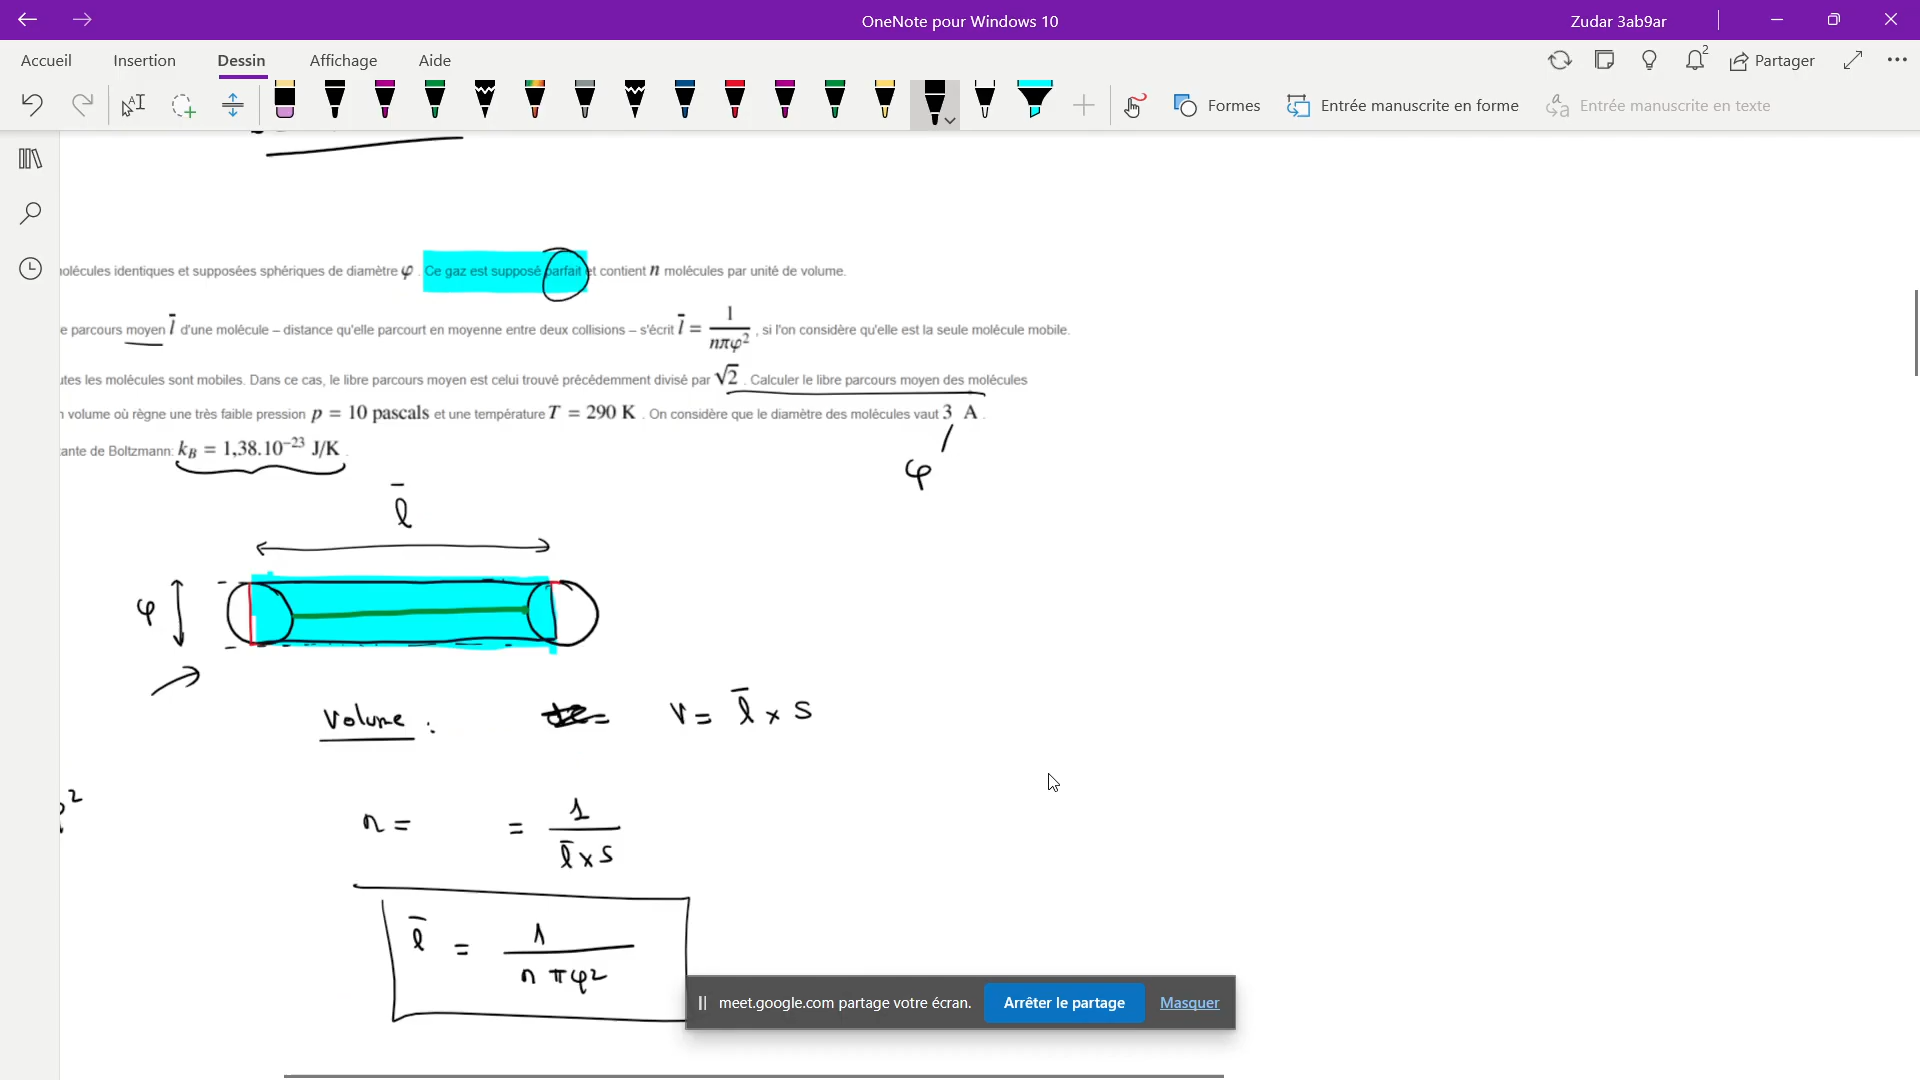 OneNote pour Windows 10
Zudar 3ab9ar
Accueil Insertion Dessin Affichage Aide
2
Partager
Formes Entrée manuscrite en forme Entrée manuscrite en texte
olécules identiques et supposées sphériques de diamètre φ . Ce gaz est supposé parfait et contient n molécules par unité de volume.
e parcours moyen l̄ d'une molécule – distance qu'elle parcourt en moyenne entre deux collisions – s'écrit l̄ = 1/nπφ² , si l'on considère qu'elle est la seule molécule mobile.
tes les molécules sont mobiles. Dans ce cas, le libre parcours moyen est celui trouvé précédemment divisé par √2 . Calculer le libre parcours moyen des molécules
volume où règne une très faible pression p = 10 pascals et une température T = 290 K . On considère que le diamètre des molécules vaut 3 A .
ante de Boltzmann: k_B = 1,38.10⁻²³ J/K .
φ
l̄
φ
Volume : V = l̄ × S
2
n = = 1/l̄ × S
l̄ = 1/n π φ²
meet.google.com partage votre écran. Arrêter le partage Masquer